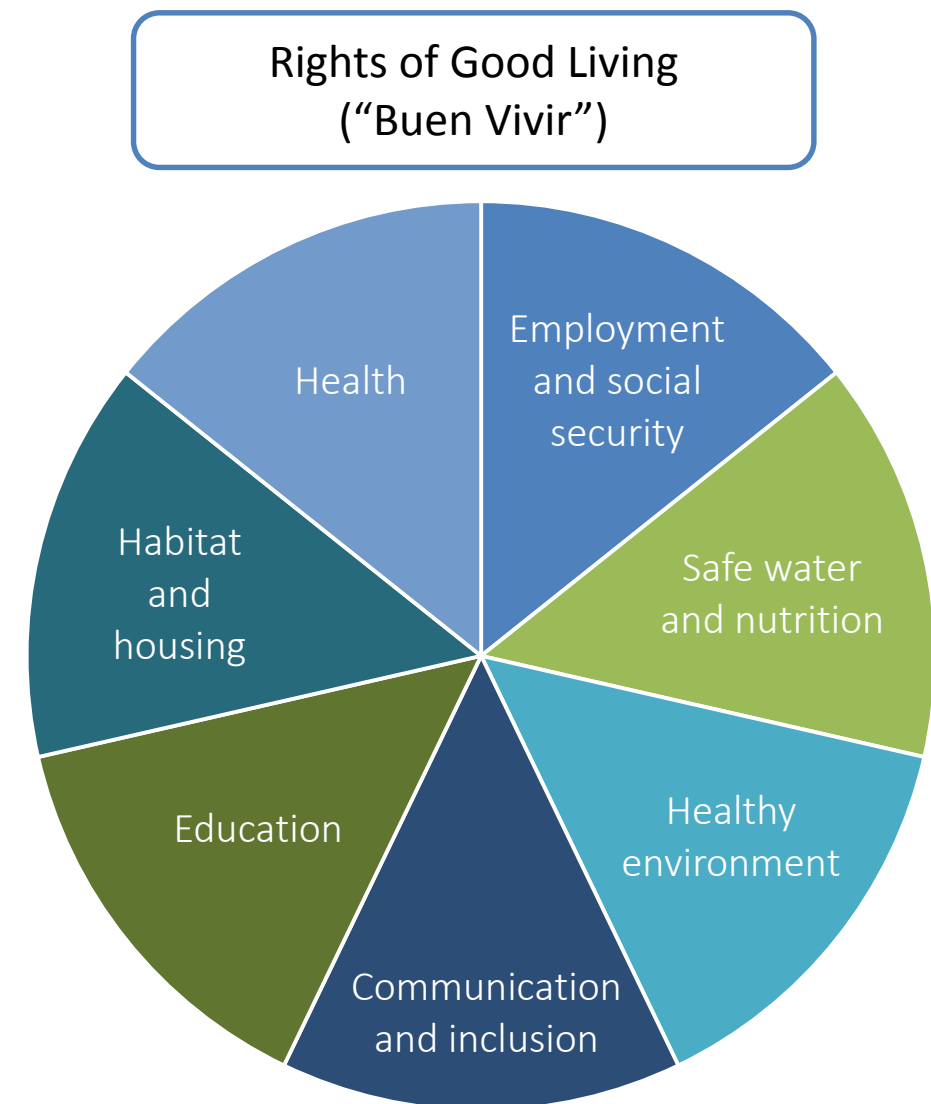 Rights of Good Living
(“Buen Vivir”)
Employment
and social
security
Safe water
and nutrition
Healthy
environment
Communication
and inclusion
Education
Habitat
and
housing
Health